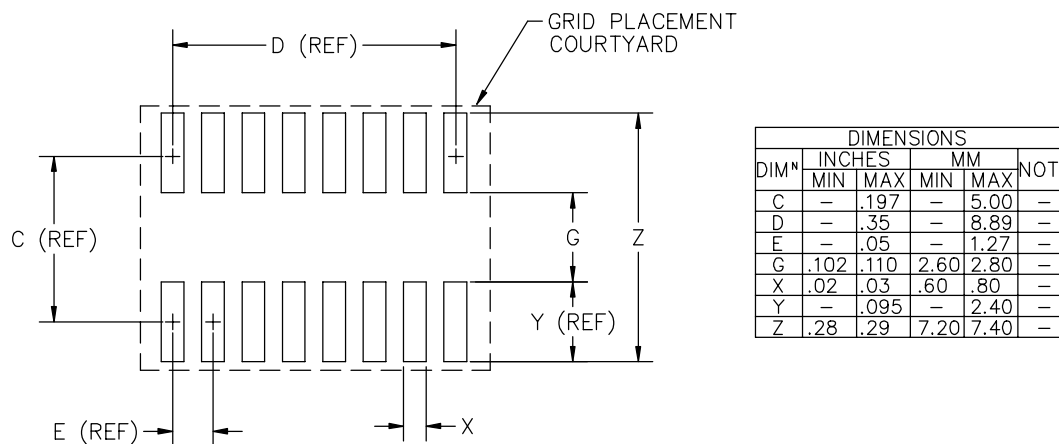 GRID PLACEMENT
COURTYARD
D (REF)
C (REF)
G
Z
Y (REF)
E (REF)
X
DIMENSIONS
DIMᴺ INCHES MM NOT
MIN MAX MIN MAX
C – .197 – 5.00 –
D – .35 – 8.89 –
E – .05 – 1.27 –
G .102 .110 2.60 2.80 –
X .02 .03 .60 .80 –
Y – .095 – 2.40 –
Z .28 .29 7.20 7.40 –